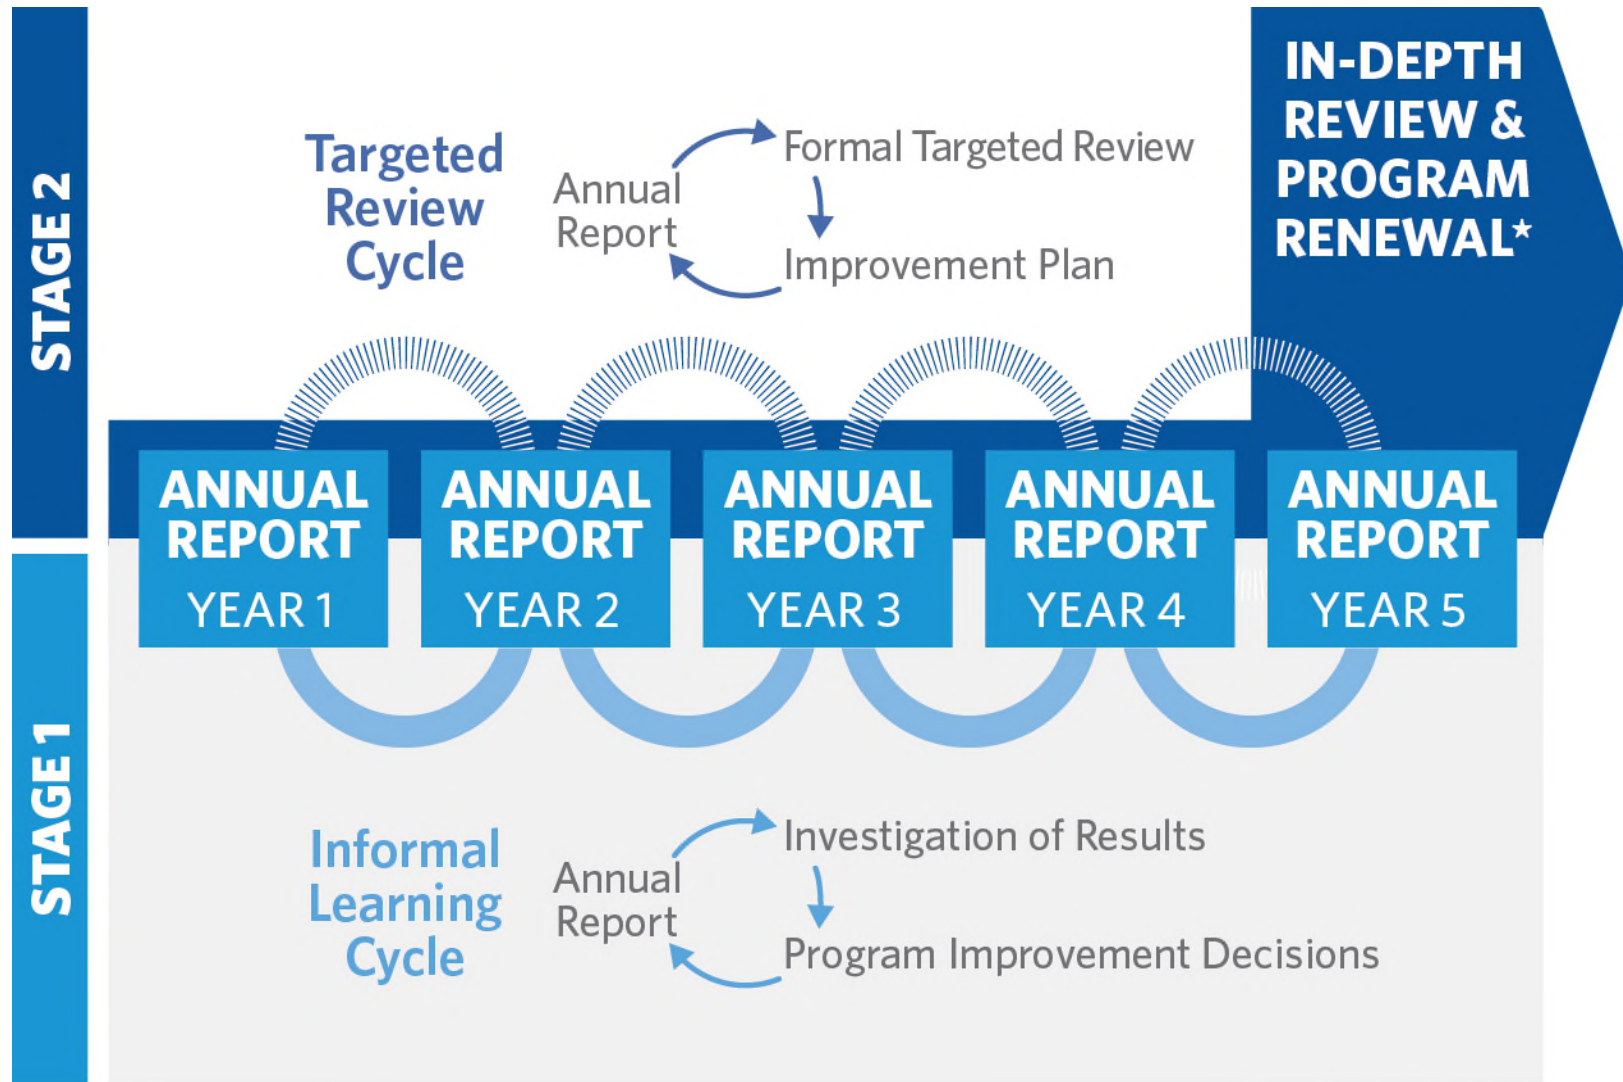 STAGE 2
Targeted
Review
Cycle
Annual
Report
Formal Targeted Review
Improvement Plan
IN-DEPTH
REVIEW &
PROGRAM
RENEWAL*
ANNUAL
REPORT
YEAR 1
ANNUAL
REPORT
YEAR 2
ANNUAL
REPORT
YEAR 3
ANNUAL
REPORT
YEAR 4
ANNUAL
REPORT
YEAR 5
STAGE 1
Informal
Learning
Cycle
Annual
Report
Investigation of Results
Program Improvement Decisions